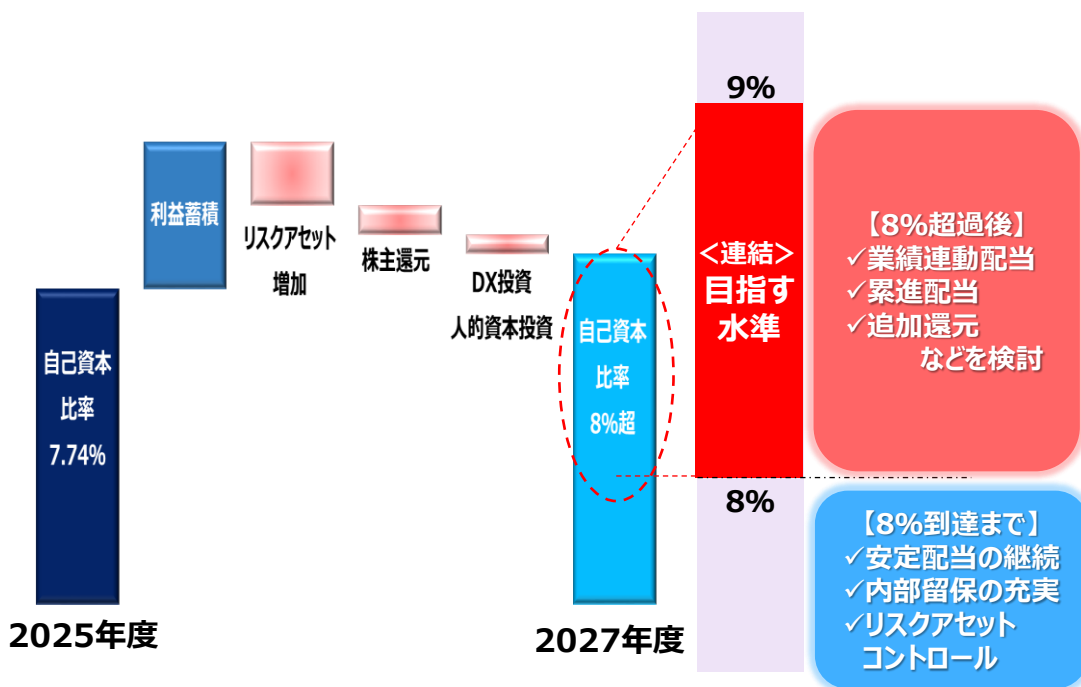 自己資本
比率
7.74%
2025年度
利益蓄積
リスクアセット
増加
株主還元
DX投資
人的資本投資
自己資本
比率
8%超
2027年度
9%
<連結>
目指す
水準
8%
【8%超過後】
✓業績連動配当
✓累進配当
✓追加還元
などを検討
【8%到達まで】
✓安定配当の継続
✓内部留保の充実
✓リスクアセット
コントロール